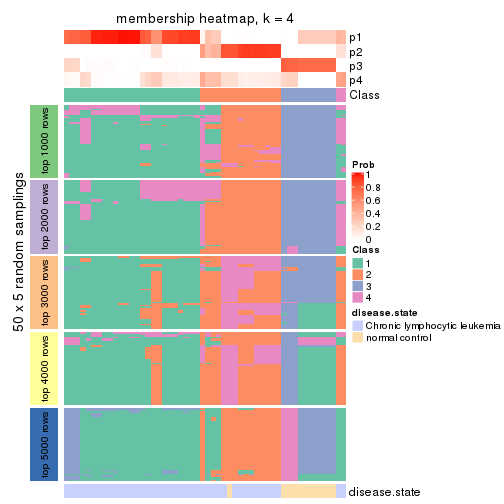 membership heatmap, k = 4
p1
p2
p3
p4
Class
50 x 5 random samplings
top 1000 rows
top 2000 rows
top 3000 rows
top 4000 rows
top 5000 rows
Prob
1
0.8
0.6
0.4
0.2
0
Class
1
2
3
4
disease.state
Chronic lymphocytic leukemia
normal control
disease.state